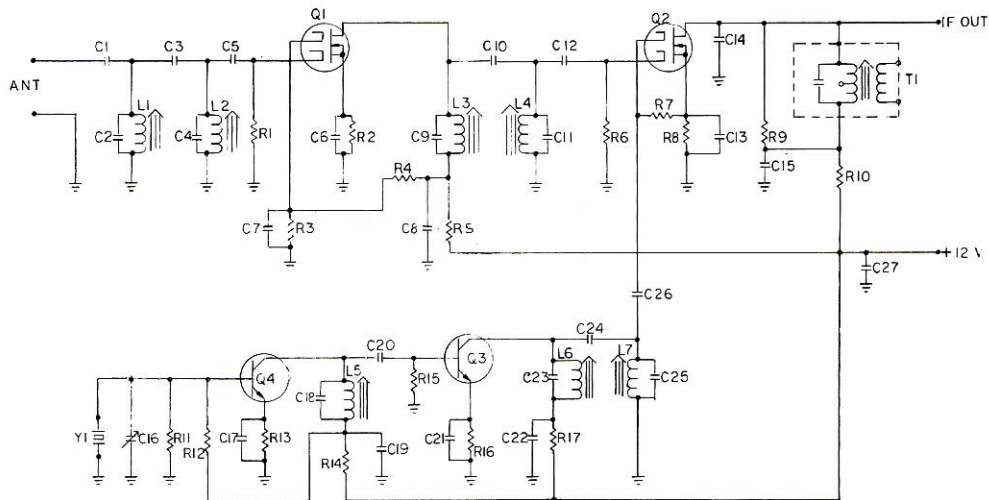 Q1
Q2
C1
C3
C5
C10
C12
C14
IF OUT
ANT
T1
L1
L2
L3
L4
R7
C2
C4
R1
C6
R2
C9
C11
R6
R8
C13
R9
C15
R10
R4
C7
R3
C8
R5
+12 V
C27
C26
C24
C20
Q3
L6
L7
Q4
L5
R15
C23
C25
C18
Y1
C16
R11
R12
C17
R13
R14
C19
C21
R16
C22
R17